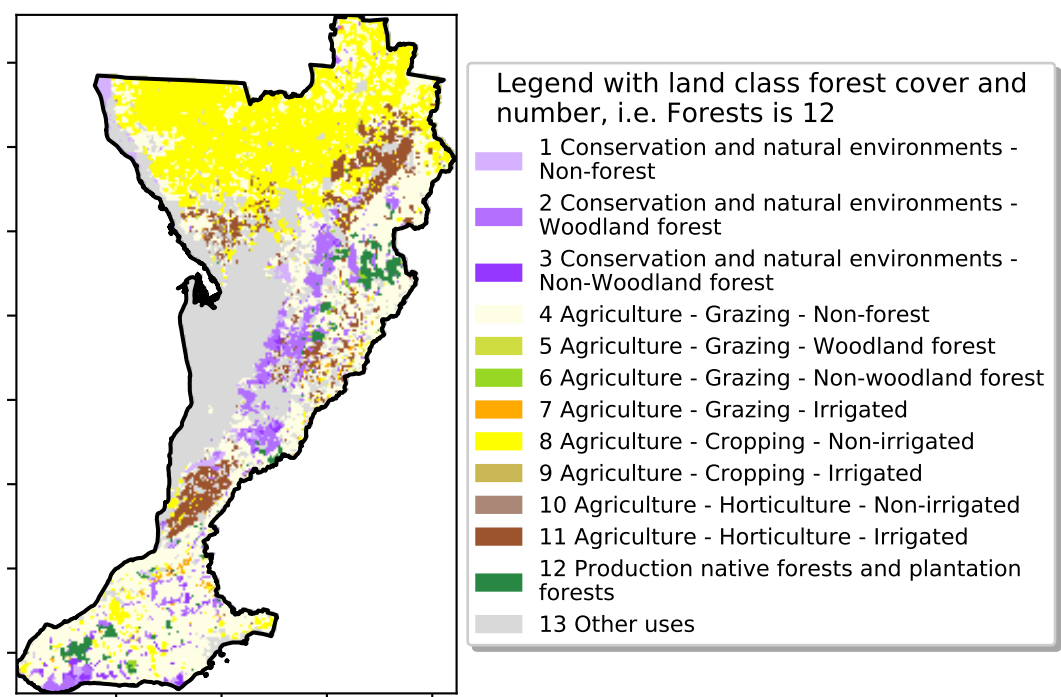 Legend with land class forest cover and
number, i.e. Forests is 12
1 Conservation and natural environments -
Non-forest
2 Conservation and natural environments -
Woodland forest
3 Conservation and natural environments -
Non-Woodland forest
4 Agriculture - Grazing - Non-forest
5 Agriculture - Grazing - Woodland forest
6 Agriculture - Grazing - Non-woodland forest
7 Agriculture - Grazing - Irrigated
8 Agriculture - Cropping - Non-irrigated
9 Agriculture - Cropping - Irrigated
10 Agriculture - Horticulture - Non-irrigated
11 Agriculture - Horticulture - Irrigated
12 Production native forests and plantation
forests
13 Other uses